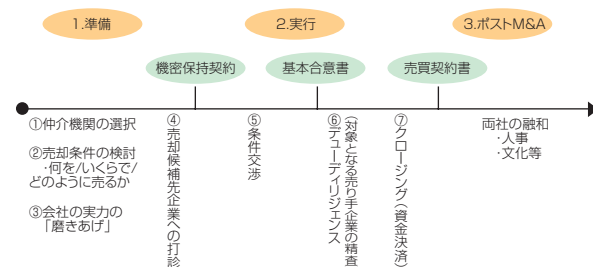 1.準備
2.実行
3.ポストM&A
機密保持契約
基本合意書
売買契約書
①仲介機関の選択
②売却条件の検討
・何を/いくらで/
どのように売るか
③会社の実力の
「磨きあげ」
④売却候補先企業への打診
⑤条件交渉
⑥デューディリジェンス
(対象となる売り手企業の精査)
⑦クロージング(資金決済)
両社の融和
・人事
・文化等